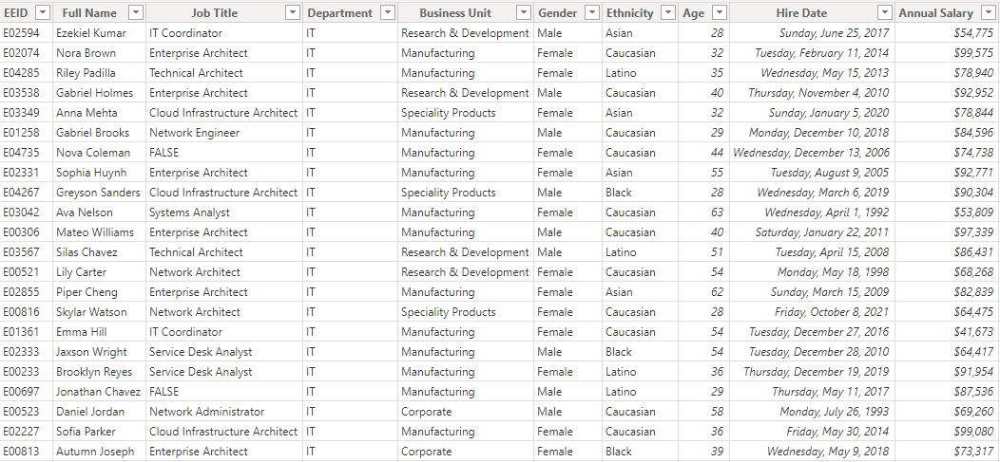 EEID Full Name Job Title Department Business Unit Gender Ethnicity Age Hire Date Annual Salary
E02594 Ezekiel Kumar IT Coordinator IT Research & Development Male Asian 28 Sunday, June 25, 2017 $54,775
E02074 Nora Brown Enterprise Architect IT Manufacturing Female Caucasian 32 Tuesday, February 11, 2014 $99,575
E04285 Riley Padilla Technical Architect IT Manufacturing Female Latino 35 Wednesday, May 15, 2013 $78,940
E03538 Gabriel Holmes Enterprise Architect IT Research & Development Male Caucasian 40 Thursday, November 4, 2010 $92,952
E03349 Anna Mehta Cloud Infrastructure Architect IT Speciality Products Female Asian 32 Sunday, January 5, 2020 $78,844
E01258 Gabriel Brooks Network Engineer IT Manufacturing Male Caucasian 29 Monday, December 10, 2018 $84,596
E04735 Nova Coleman FALSE IT Manufacturing Female Caucasian 44 Wednesday, December 13, 2006 $74,738
E02331 Sophia Huynh Enterprise Architect IT Manufacturing Female Asian 55 Tuesday, August 9, 2005 $92,771
E04267 Greyson Sanders Cloud Infrastructure Architect IT Speciality Products Male Black 28 Wednesday, March 6, 2019 $90,304
E03042 Ava Nelson Systems Analyst IT Manufacturing Female Caucasian 63 Wednesday, April 1, 1992 $53,809
E00306 Mateo Williams Enterprise Architect IT Manufacturing Male Caucasian 40 Saturday, January 22, 2011 $97,339
E03567 Silas Chavez Technical Architect IT Research & Development Male Latino 51 Tuesday, April 15, 2008 $86,431
E00521 Lily Carter Network Architect IT Research & Development Female Caucasian 54 Monday, May 18, 1998 $68,268
E02855 Piper Cheng Enterprise Architect IT Manufacturing Female Asian 62 Sunday, March 15, 2009 $82,839
E00816 Skylar Watson Network Architect IT Speciality Products Female Caucasian 28 Friday, October 8, 2021 $64,475
E01361 Emma Hill IT Coordinator IT Manufacturing Female Caucasian 54 Tuesday, December 27, 2016 $41,673
E02333 Jaxson Wright Service Desk Analyst IT Manufacturing Male Black 54 Tuesday, December 28, 2010 $64,417
E00233 Brooklyn Reyes Service Desk Analyst IT Manufacturing Female Latino 36 Thursday, December 19, 2019 $91,954
E00697 Jonathan Chavez FALSE IT Manufacturing Male Latino 29 Thursday, May 11, 2017 $87,536
E00523 Daniel Jordan Network Administrator IT Corporate Male Caucasian 58 Monday, July 26, 1993 $69,260
E02227 Sofia Parker Cloud Infrastructure Architect IT Manufacturing Female Caucasian 36 Friday, May 30, 2014 $99,080
E00813 Autumn Joseph Enterprise Architect IT Corporate Female Black 39 Wednesday, May 9, 2018 $73,317